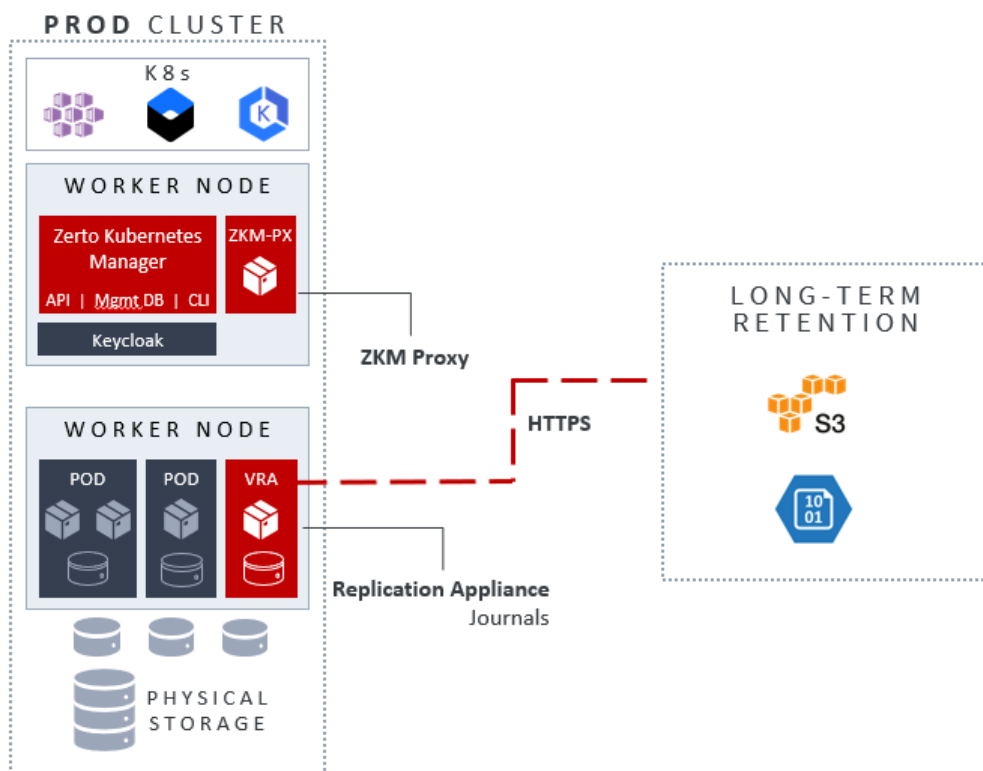 PROD CLUSTER
K8s
K
WORKER NODE
Zerto Kubernetes
Manager
API | Mgmt DB | CLI
ZKM-PX
Keycloak
ZKM Proxy
WORKER NODE
POD
POD
VRA
HTTPS
Replication Appliance
Journals
PHYSICAL
STORAGE
LONG-TERM
RETENTION
S3
10
01